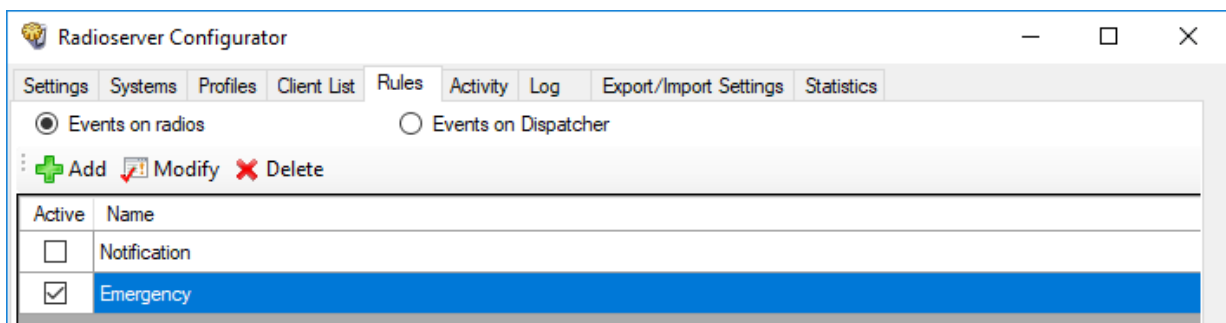 Radioserver Configurator
Settings Systems Profiles Client List Rules Activity Log Export/Import Settings Statistics
Events on radios Events on Dispatcher
Add Modify Delete
Active Name
Notification
Emergency